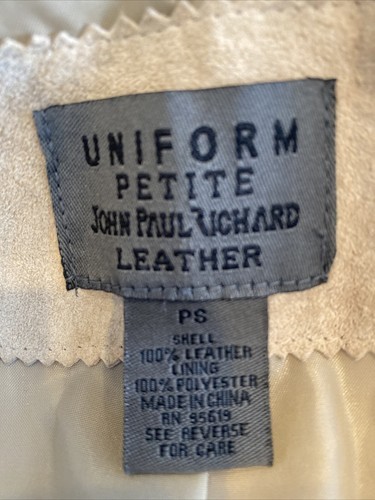 UNIFORM
PETITE
JOHN PAUL RICHARD
LEATHER
PS
SHELL
100% LEATHER
LINING
100% POLYESTER
MADE IN CHINA
RN 95619
SEE REVERSE
FOR CARE